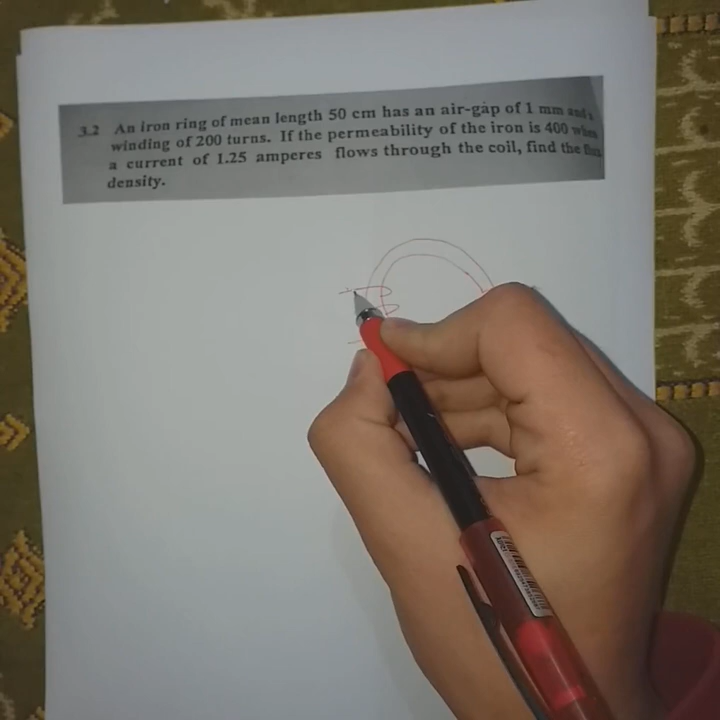 3.2 An iron ring of mean length 50 cm has an air-gap of 1 mm and a
winding of 200 turns. If the permeability of the iron is 400 when
a current of 1.25 amperes flows through the coil, find the flux
density.